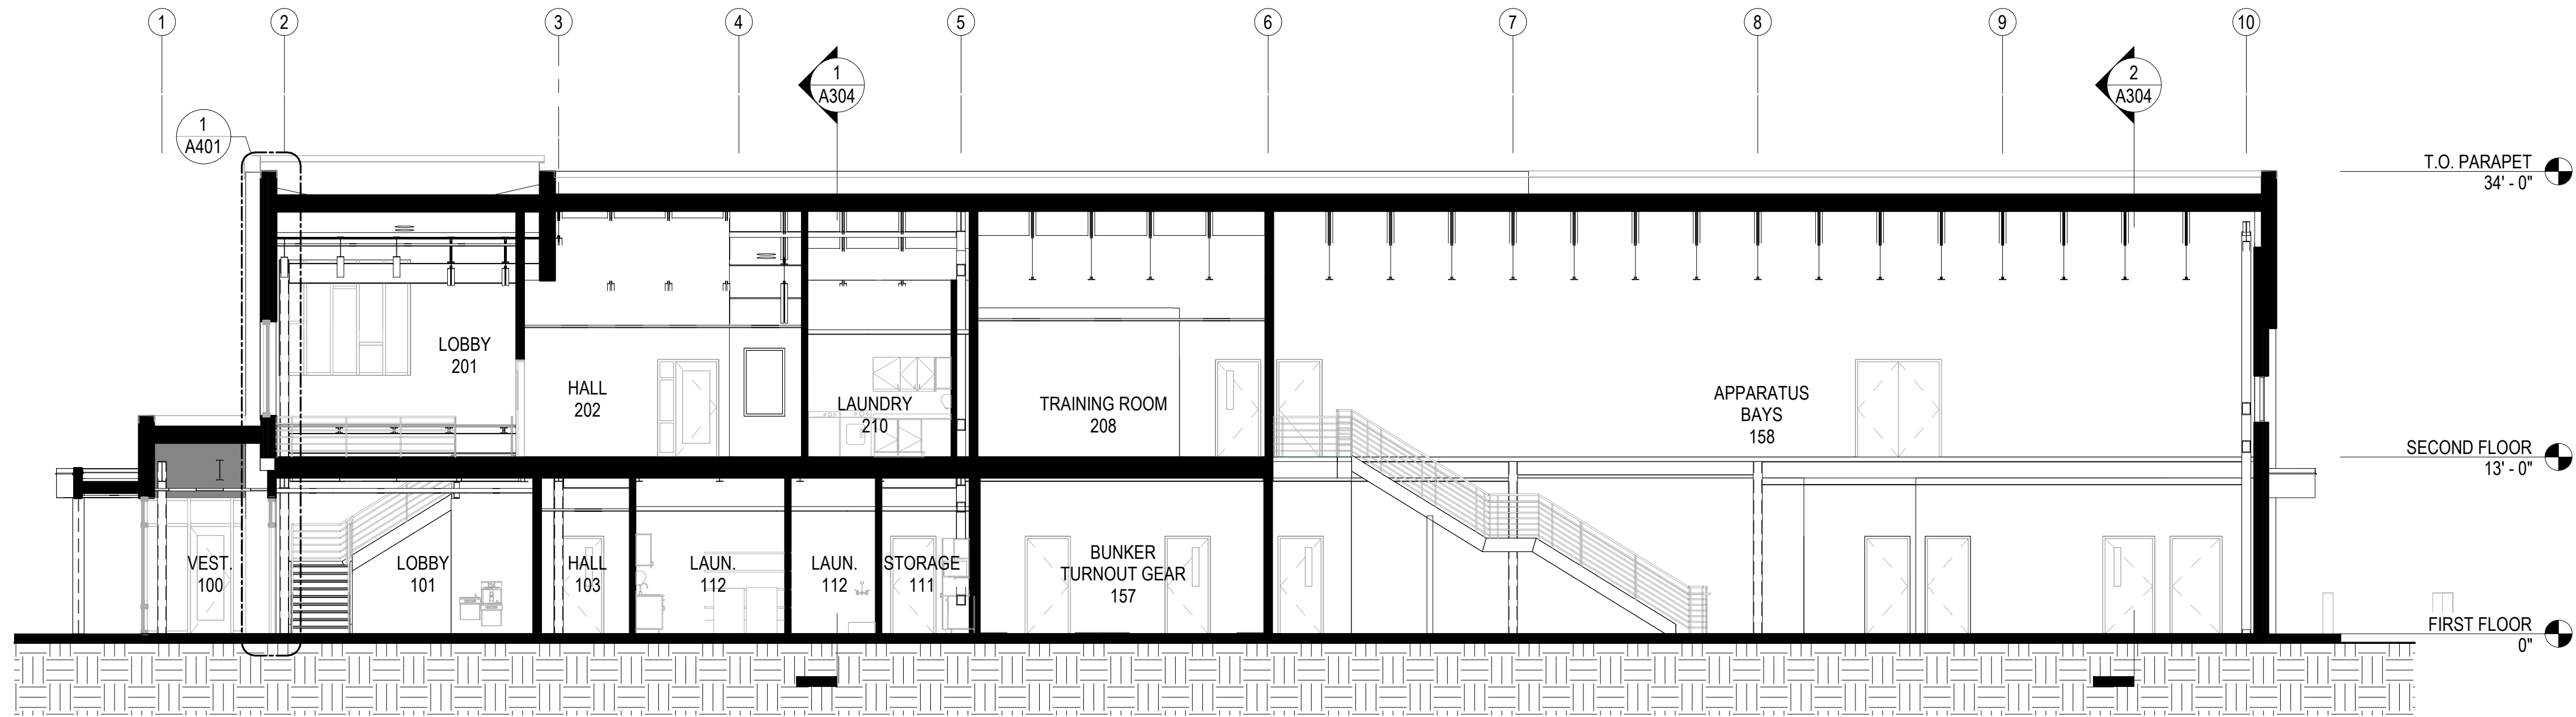 1
2
3
4
5
6
7
8
9
10
1
A304
2
A304
1
A401
T.O. PARAPET
34' - 0"
LOBBY
201
HALL
202
LAUNDRY
210
TRAINING ROOM
208
APPARATUS
BAYS
158
SECOND FLOOR
13' - 0"
VEST.
100
LOBBY
101
HALL
103
LAUN.
112
LAUN.
112
STORAGE
111
BUNKER
TURNOUT GEAR
157
FIRST FLOOR
0"